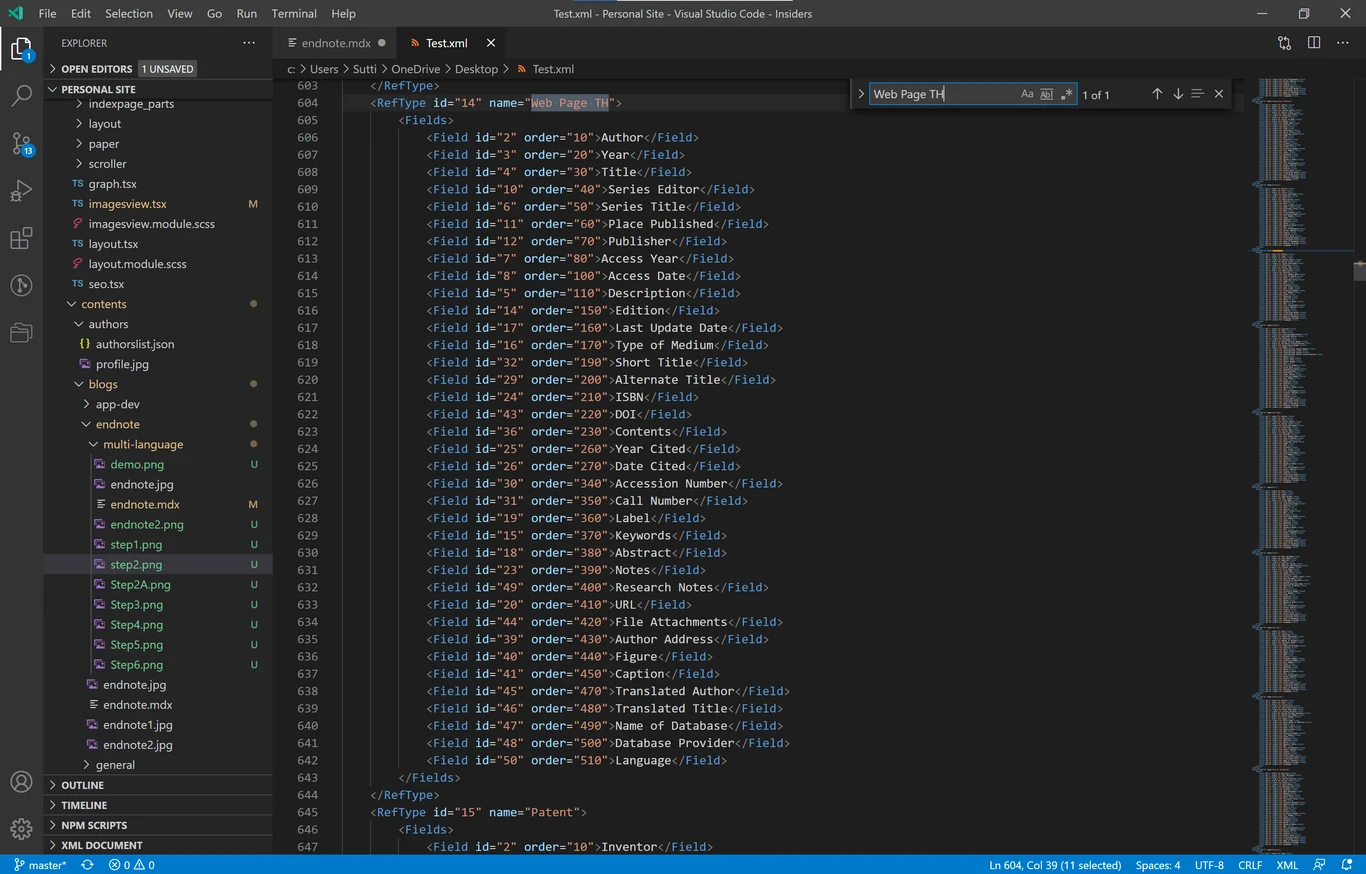 File Edit Selection View Go Run Terminal Help Test.xml - Personal Site - Visual Studio Code - Insiders
EXPLORER
OPEN EDITORS 1 UNSAVED
PERSONAL SITE
indexpage_parts
layout
paper
scroller
TS graph.tsx
TS imagesview.tsx M
imagesview.module.scss
TS layout.tsx
layout.module.scss
TS seo.tsx
contents
authors
{} authorslist.json
profile.jpg
blogs
app-dev
endnote
multi-language
demo.png U
endnote.jpg
endnote.mdx M
endnote2.png U
step1.png U
step2.png U
Step2A.png U
Step3.png U
Step4.png U
Step5.png U
Step6.png U
endnote.jpg
endnote.mdx
endnote1.jpg
endnote2.jpg
general
OUTLINE
TIMELINE
NPM SCRIPTS
XML DOCUMENT
1
13
endnote.mdx Test.xml
c: > Users > Sutti > OneDrive > Desktop > Test.xml
Web Page TH Aa Abl .* 1 of 1
603 </RefType>
604 <RefType id="14" name="Web Page TH">
605 <Fields>
606 <Field id="2" order="10">Author</Field>
607 <Field id="3" order="20">Year</Field>
608 <Field id="4" order="30">Title</Field>
609 <Field id="10" order="40">Series Editor</Field>
610 <Field id="6" order="50">Series Title</Field>
611 <Field id="11" order="60">Place Published</Field>
612 <Field id="12" order="70">Publisher</Field>
613 <Field id="7" order="80">Access Year</Field>
614 <Field id="8" order="100">Access Date</Field>
615 <Field id="5" order="110">Description</Field>
616 <Field id="14" order="150">Edition</Field>
617 <Field id="17" order="160">Last Update Date</Field>
618 <Field id="16" order="170">Type of Medium</Field>
619 <Field id="32" order="190">Short Title</Field>
620 <Field id="29" order="200">Alternate Title</Field>
621 <Field id="24" order="210">ISBN</Field>
622 <Field id="43" order="220">DOI</Field>
623 <Field id="36" order="230">Contents</Field>
624 <Field id="25" order="260">Year Cited</Field>
625 <Field id="26" order="270">Date Cited</Field>
626 <Field id="30" order="340">Accession Number</Field>
627 <Field id="31" order="350">Call Number</Field>
628 <Field id="19" order="360">Label</Field>
629 <Field id="15" order="370">Keywords</Field>
630 <Field id="18" order="380">Abstract</Field>
631 <Field id="23" order="390">Notes</Field>
632 <Field id="49" order="400">Research Notes</Field>
633 <Field id="20" order="410">URL</Field>
634 <Field id="44" order="420">File Attachments</Field>
635 <Field id="39" order="430">Author Address</Field>
636 <Field id="40" order="440">Figure</Field>
637 <Field id="41" order="450">Caption</Field>
638 <Field id="45" order="470">Translated Author</Field>
639 <Field id="46" order="480">Translated Title</Field>
640 <Field id="47" order="490">Name of Database</Field>
641 <Field id="48" order="500">Database Provider</Field>
642 <Field id="50" order="510">Language</Field>
643 </Fields>
644 </RefType>
645 <RefType id="15" name="Patent">
646 <Fields>
647 <Field id="2" order="10">Inventor</Field>
master* 0 0 Ln 604, Col 39 (11 selected) Spaces: 4 UTF-8 CRLF XML